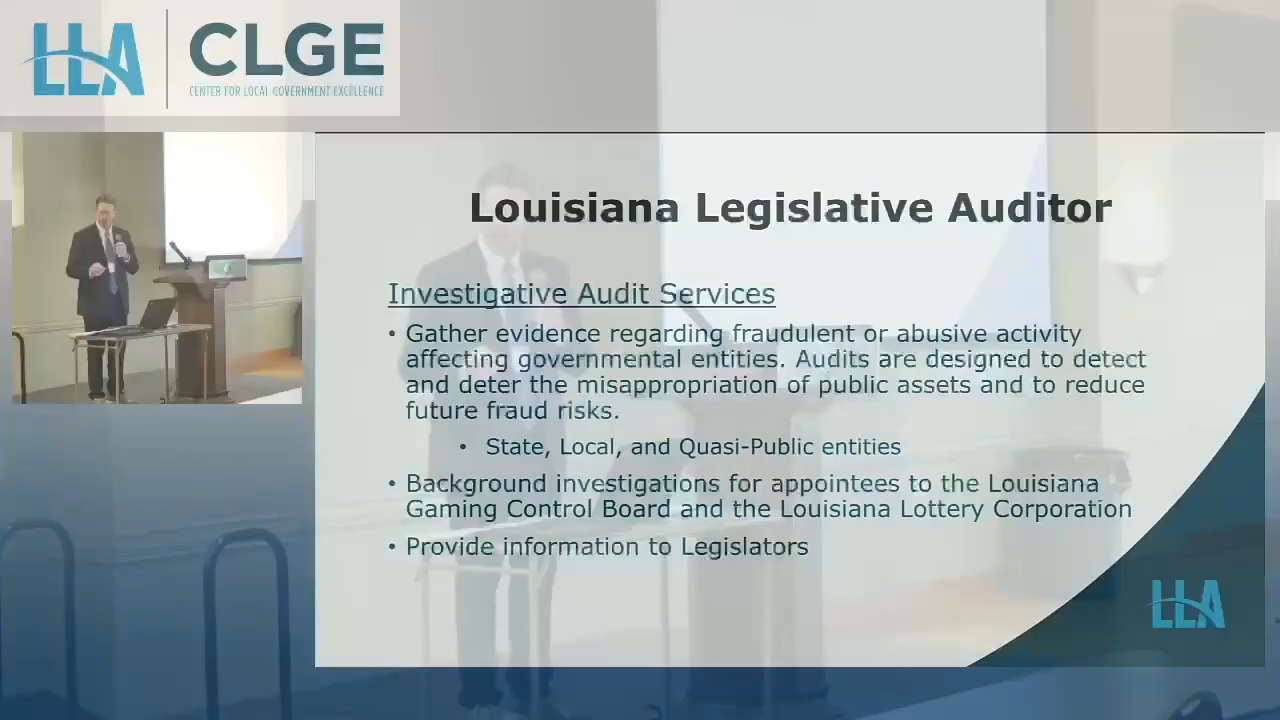 LLA
CLGE
CENTER FOR LOCAL GOVERNMENT EXCELLENCE
Louisiana Legislative Auditor
Investigative Audit Services
• Gather evidence regarding fraudulent or abusive activity
affecting governmental entities. Audits are designed to detect
and deter the misappropriation of public assets and to reduce
future fraud risks.
• State, Local, and Quasi-Public entities
• Background investigations for appointees to the Louisiana
Gaming Control Board and the Louisiana Lottery Corporation
• Provide information to Legislators
LLA